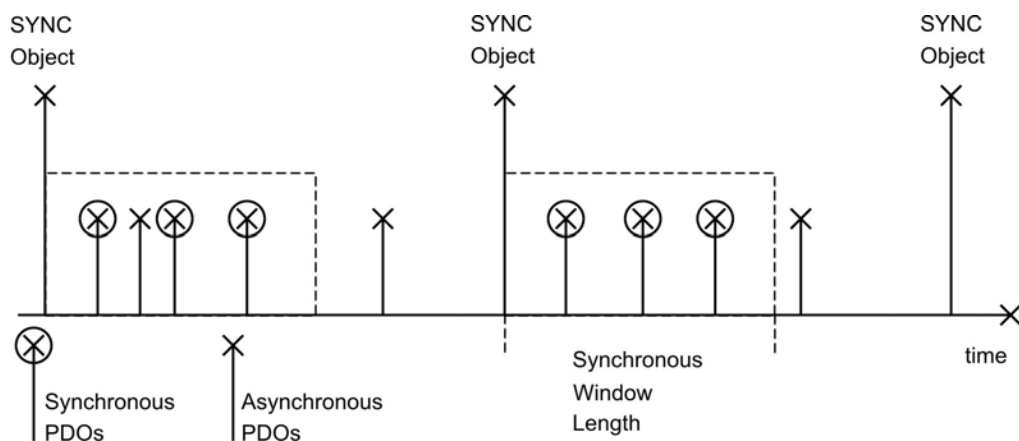 SYNC
Object
SYNC
Object
SYNC
Object
time
Synchronous
PDOs
Asynchronous
PDOs
Synchronous
Window
Length